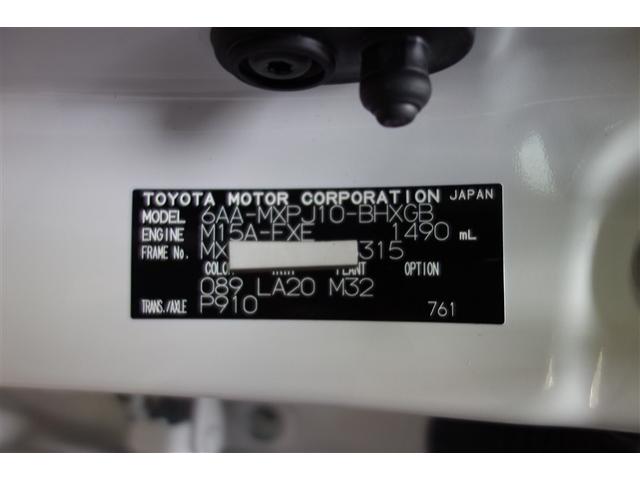 TOYOTA MOTOR CORPORATION JAPAN
MODEL 6AA-MXPJ10-BHXGB
ENGINE M15A-FXE 1490 mL
FRAME No. MX 315
COLOR TRIM PLANT OPTION
089 LA20 M32
TRANS./AXLE P910 761